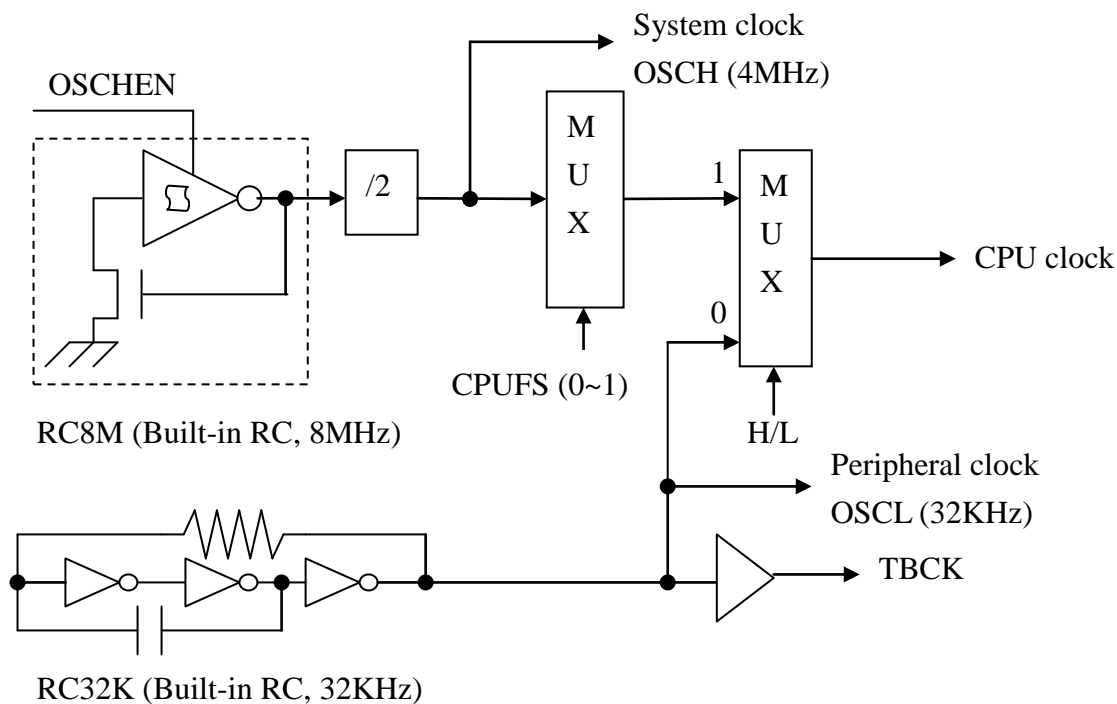 System clock
OSCH (4MHz)
OSCHEN
M
U
X
/2
1
M
U
X
CPU clock
0
CPUFS (0~1)
RC8M (Built-in RC, 8MHz)
H/L
Peripheral clock
OSCL (32KHz)
TBCK
RC32K (Built-in RC, 32KHz)